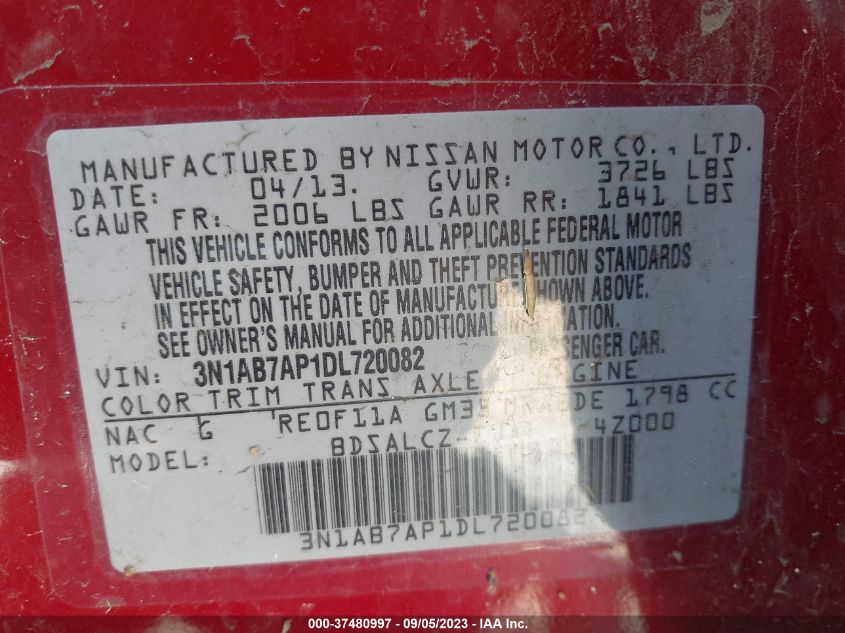 MANUFACTURED BY NISSAN MOTOR CO., LTD.
DATE: 04/13. GVWR: 3726 LBS
GAWR FR: 2006 LBS GAWR RR: 1841 LBS
THIS VEHICLE CONFORMS TO ALL APPLICABLE FEDERAL MOTOR
VEHICLE SAFETY, BUMPER AND THEFT PREVENTION STANDARDS
IN EFFECT ON THE DATE OF MANUFACTURE SHOWN ABOVE.
SEE OWNER'S MANUAL FOR ADDITIONAL INFORMATION.
VIN: 3N1AB7AP1DL720082 PASSENGER CAR.
COLOR TRIM TRANS AXLE ENGINE
NAC G RE0F11A 1798 CC
MODEL: 4Z000
3N1AB7AP1DL720082
000-37480997 - 09/05/2023 - IAA Inc.